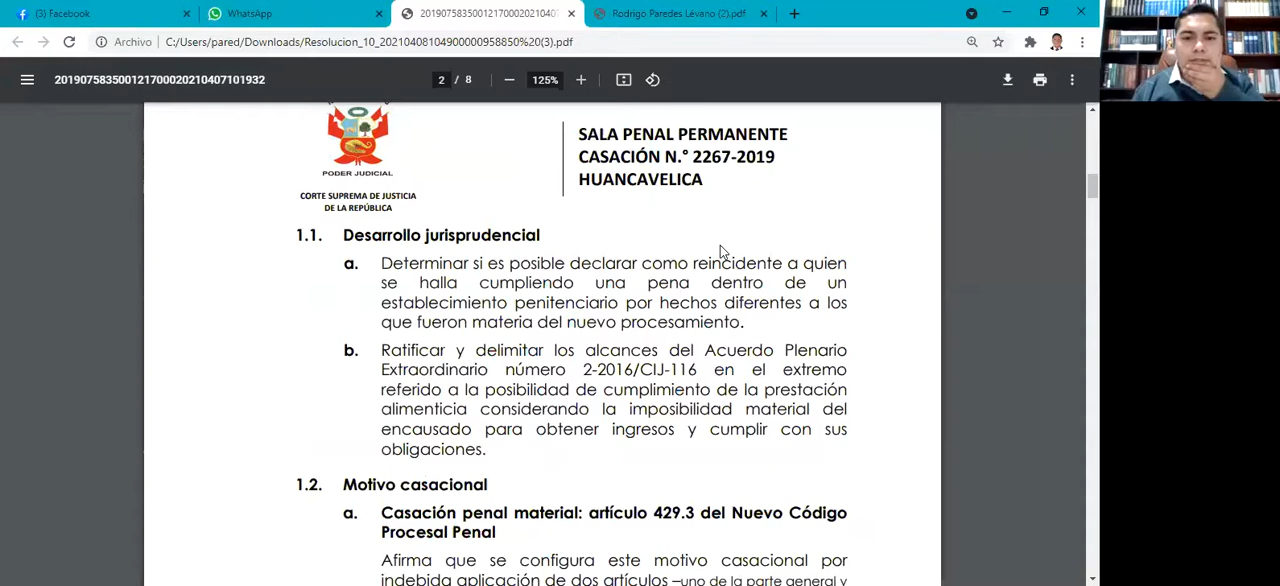 (3) Facebook
WhatsApp
201907583500121700020210407
Rodrigo Paredes Lévano (2).pdf
Archivo
C:/Users/pared/Downloads/Resolucion_10_20210408104900000958850%20(3).pdf
20190758350012170002021040​7101932
2 / 8
125%
PODER JUDICIAL
CORTE SUPREMA DE JUSTICIA
DE LA REPÚBLICA
SALA PENAL PERMANENTE
CASACIÓN N.° 2267-2019
HUANCAVELICA
1.1. Desarrollo jurisprudencial
a. Determinar si es posible declarar como reincidente a quien
se halla cumpliendo una pena dentro de un
establecimiento penitenciario por hechos diferentes a los
que fueron materia del nuevo procesamiento.
b. Ratificar y delimitar los alcances del Acuerdo Plenario
Extraordinario número 2-2016/CIJ-116 en el extremo
referido a la posibilidad de cumplimiento de la prestación
alimenticia considerando la imposibilidad material del
encausado para obtener ingresos y cumplir con sus
obligaciones.
1.2. Motivo casacional
a. Casación penal material: artículo 429.3 del Nuevo Código
Procesal Penal
Afirma que se configura este motivo casacional por
indebida aplicación de dos artículos –uno de la parte general y